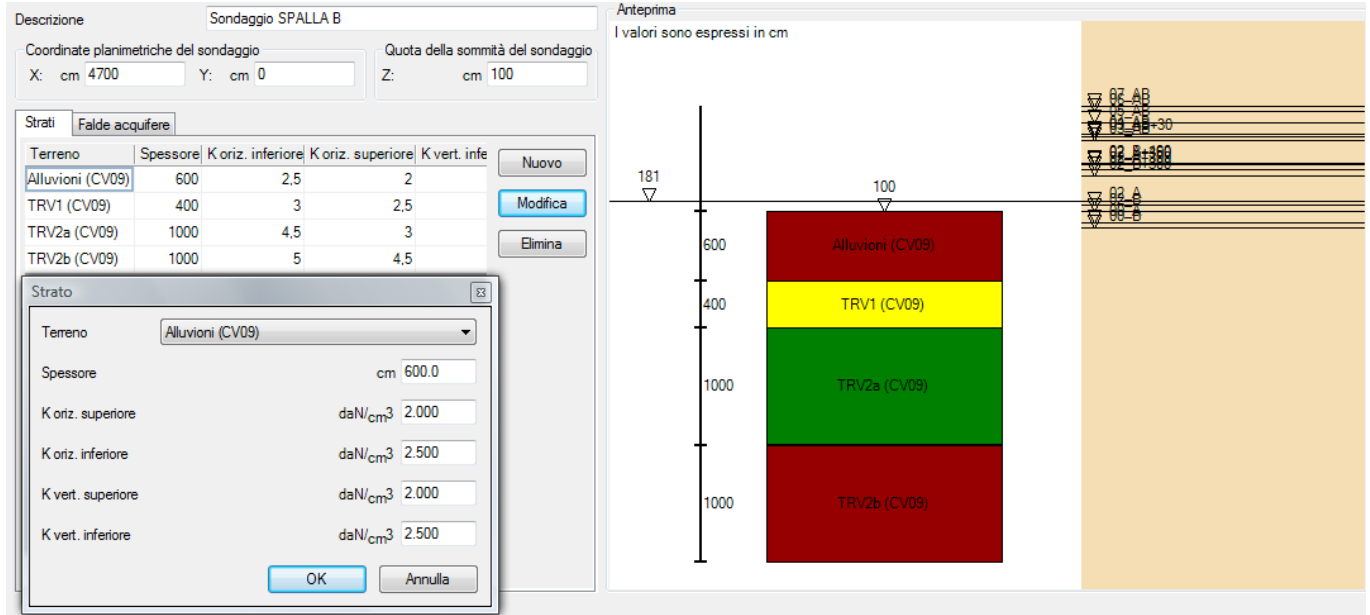 Descrizione Sondaggio SPALLA B
Coordinate planimetriche del sondaggio
X: cm 4700 Y: cm 0
Quota della sommità del sondaggio
Z: cm 100
Strati Falde acquifere
Terreno Spessore K oriz. inferiore K oriz. superiore K vert. infe
Alluvioni (CV09) 600 2,5 2
TRV1 (CV09) 400 3 2,5
TRV2a (CV09) 1000 4,5 3
TRV2b (CV09) 1000 5 4,5
Nuovo
Modifica
Elimina
Strato
Terreno Alluvioni (CV09)
Spessore cm 600.0
K oriz. superiore daN/cm3 2.000
K oriz. inferiore daN/cm3 2.500
K vert. superiore daN/cm3 2.000
K vert. inferiore daN/cm3 2.500
OK Annulla
Anteprima
I valori sono espressi in cm
181
100
600 Alluvioni (CV09)
400 TRV1 (CV09)
1000 TRV2a (CV09)
1000 TRV2b (CV09)